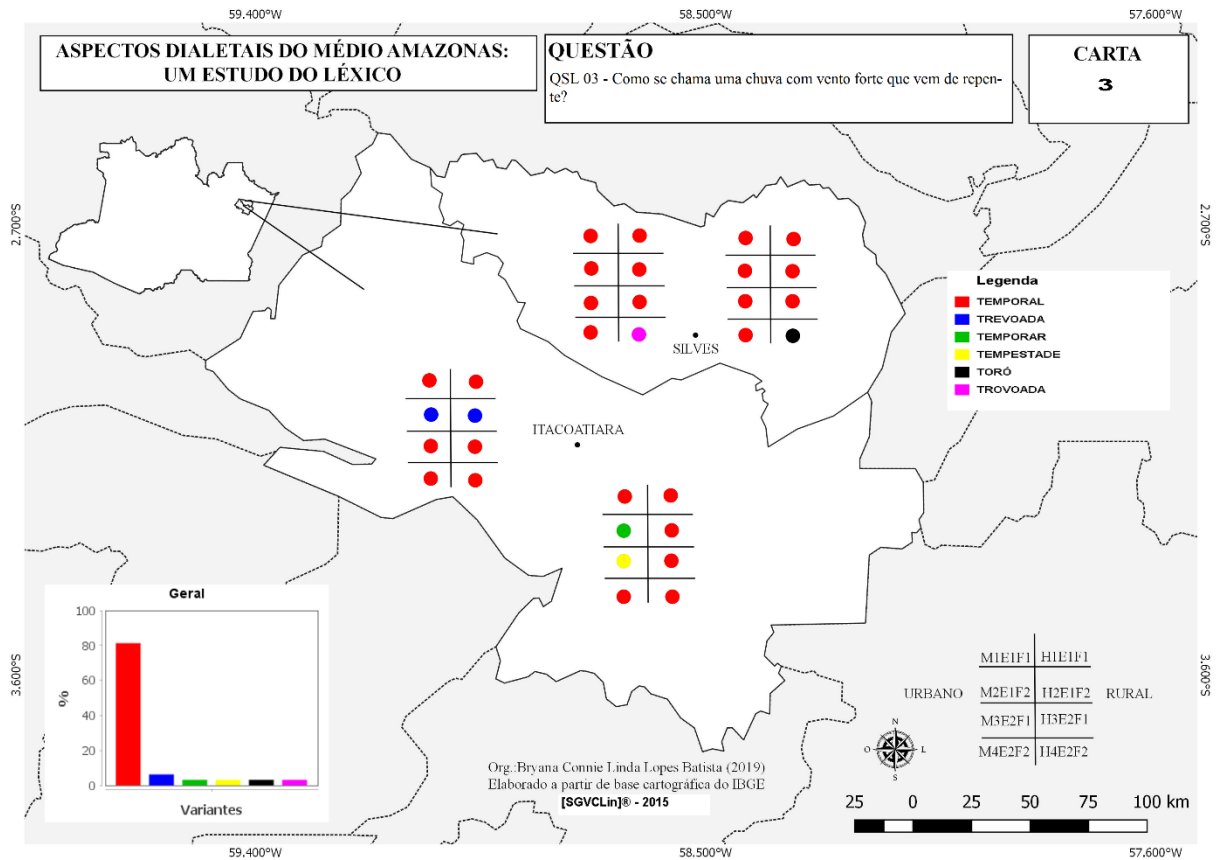 59.400°W
58.500°W
57.600°W
ASPECTOS DIALETAIS DO MÉDIO AMAZONAS:
UM ESTUDO DO LÉXICO
QUESTÃO
QSL 03 - Como se chama uma chuva com vento forte que vem de repen-
te?
CARTA
3
2.700°S
2.700°S
Legenda
TEMPORAL
TREVOADA
TEMPORAR
TEMPESTADE
TORÓ
TROVOADA
SILVES
ITACOATIARA
Geral
100
80
60
40
20
0
%
Variantes
3.600°S
3.600°S
M1E1F1 H1E1F1
URBANO M2E1F2 H2E1F2 RURAL
M3E2F1 H3E2F1
M4E2F2 H4E2F2
N
O L
S
Org.:Bryana Connie Linda Lopes Batista (2019)
Elaborado a partir de base cartográfica do IBGE
[SGVCLin]® - 2015
25 0 25 50 75 100 km
59.400°W
58.500°W
57.600°W